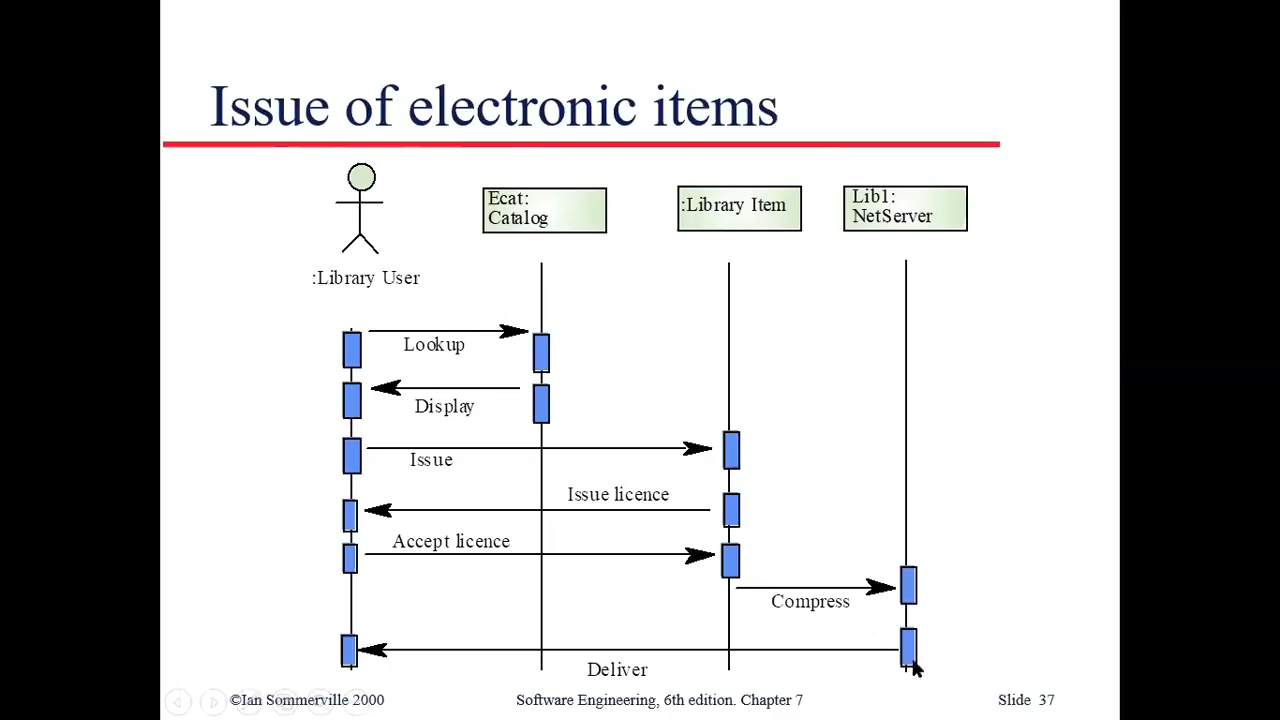 Issue of electronic items
Ecat:
Catalog
:Library Item
Lib1:
NetServer
:Library User
Lookup
Display
Issue
Issue licence
Accept licence
Compress
Deliver
©Ian Sommerville 2000
Software Engineering, 6th edition. Chapter 7
Slide 37